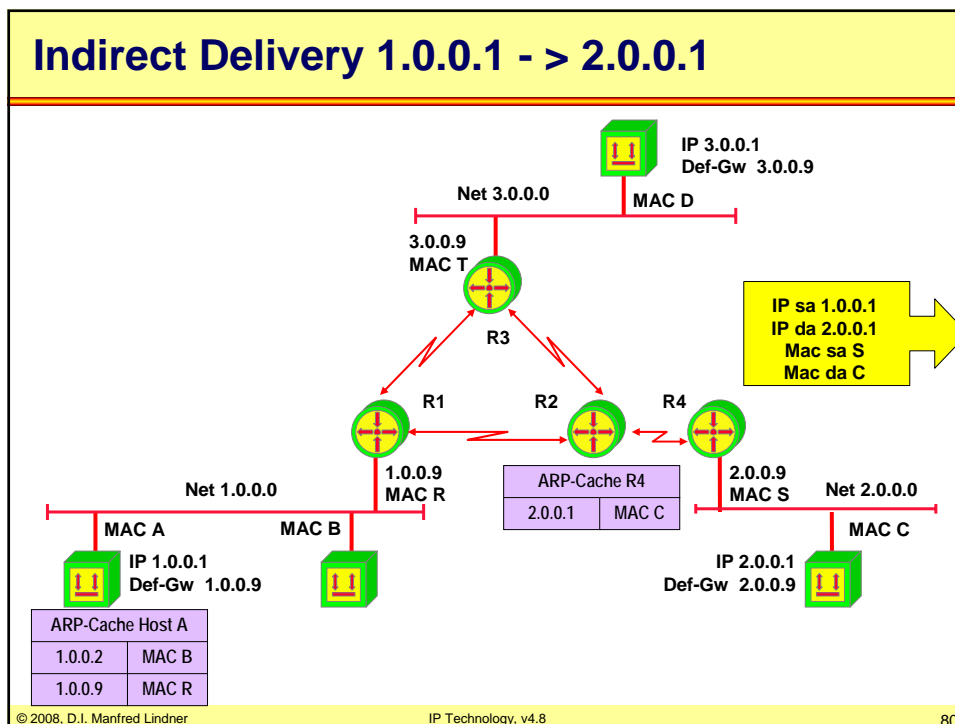 Indirect Delivery 1.0.0.1 - > 2.0.0.1
IP 3.0.0.1
Def-Gw 3.0.0.9
Net 3.0.0.0
MAC D
3.0.0.9
MAC T
R3
IP sa 1.0.0.1
IP da 2.0.0.1
Mac sa S
Mac da C
R1
R2
R4
1.0.0.9
MAC R
ARP-Cache R4
2.0.0.1 MAC C
2.0.0.9
MAC S
Net 1.0.0.0
Net 2.0.0.0
MAC A
MAC B
MAC C
IP 1.0.0.1
Def-Gw 1.0.0.9
IP 2.0.0.1
Def-Gw 2.0.0.9
ARP-Cache Host A
1.0.0.2 MAC B
1.0.0.9 MAC R
© 2008, D.I. Manfred Lindner
IP Technology, v4.8
80